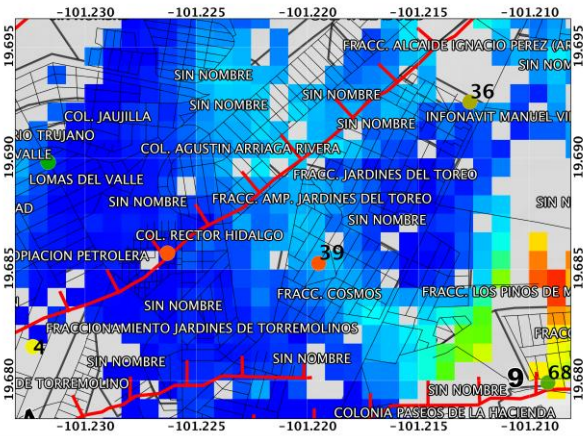 -101.230 -101.225 -101.220 -101.215 -101.210
19.695
FRACC. ALCAIDE IGNACIO PEREZ (AR
SIN NOM
SIN NOMBRE
36
SIN NOMBRE
SIN NOMBRE
COL. JAUJILLA
INFONAVIT MANUEL VI
SIN NOMBRE
RIO TRUJANO
COL. AGUSTIN ARRIAGA RIVERA
VALLE
19.690
19.690
LOMAS DEL VALLE
FRACC. JARDINES DEL TOREO
SIN NOMBRE
FRACC. AMP. JARDINES DEL TOREO
SIN N
AD
SIN NOMBRE
COL. RECTOR HIDALGO
39
OPIACION PETROLERA
19.685
19.685
FRACC. COSMOS
FRACC. LOS PINOS DE M
SIN NOMBRE
FRACCIONAMIENTO JARDINES DE TORREMOLINOS
FRACC
4
SIN NOMBRE
SIN NOMBRE
9
68
19.680
19.680
DE TORREMOLINO
SIN NOMBRE
COLONIA PASEOS DE LA HACIENDA
-101.230 -101.225 -101.220 -101.215 -101.210